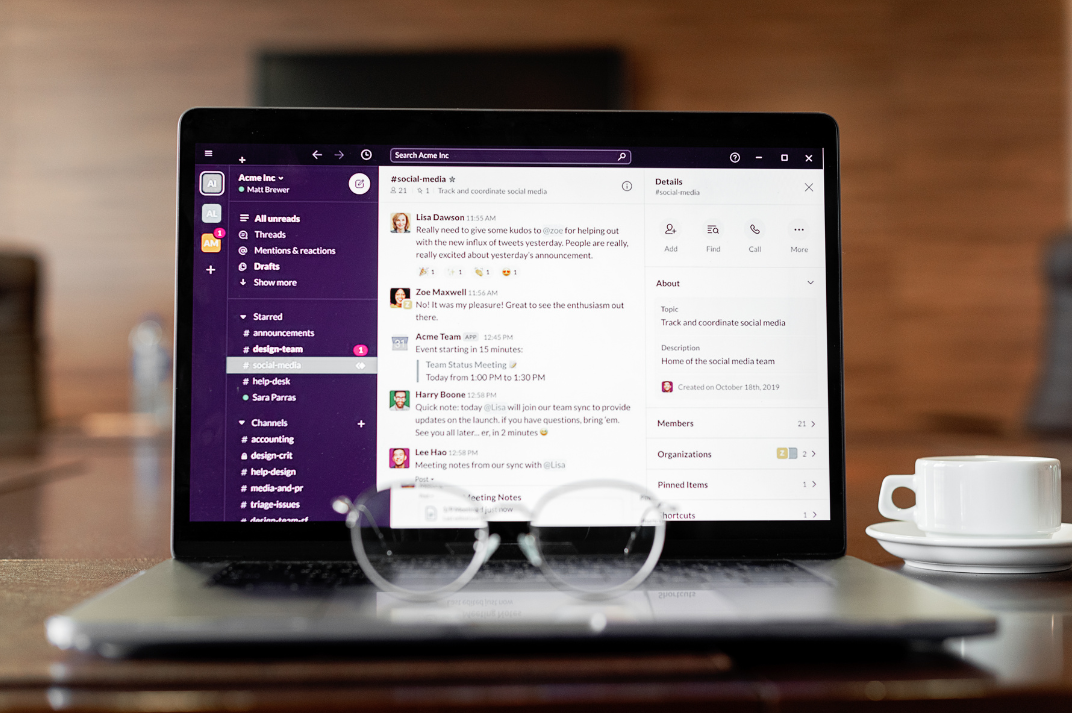 Search Acme Inc
AI
AL
AM
1
Acme Inc
Matt Brewer
All unreads
Threads
Mentions & reactions
Drafts
Show more
Starred
# announcements
# design-team 1
# social-media
# help-desk
Sara Parras
Channels
# accounting
design-crit
# help-design
# media-and-pr
# triage-issues
# design-team-sf
#social-media
21 1 Track and coordinate social media
Lisa Dawson 11:55 AM
Really need to give some kudos to @zoe for helping out
with the new influx of tweets yesterday. People are really,
really excited about yesterday's announcement.
1 1 1 1
Zoe Maxwell 11:56 AM
No! It was my pleasure! Great to see the enthusiasm out
there.
Acme Team APP 12:45 PM
Event starting in 15 minutes:
Team Status Meeting
Today from 1:00 PM to 1:30 PM
Harry Boone 12:58 PM
Quick note: today @Lisa will join our team sync to provide
updates on the launch. if you have questions, bring 'em.
See you all later... er, in 2 minutes
Lee Hao 12:58 PM
Meeting notes from our sync with @Lisa
Post
Meeting Notes
just now
Details
#social-media
Add
Find
Call
More
About
Topic
Track and coordinate social media
Description
Home of the social media team
Created on October 18th, 2019
Members 21
Organizations Z 2
Pinned Items 1
Shortcuts 1